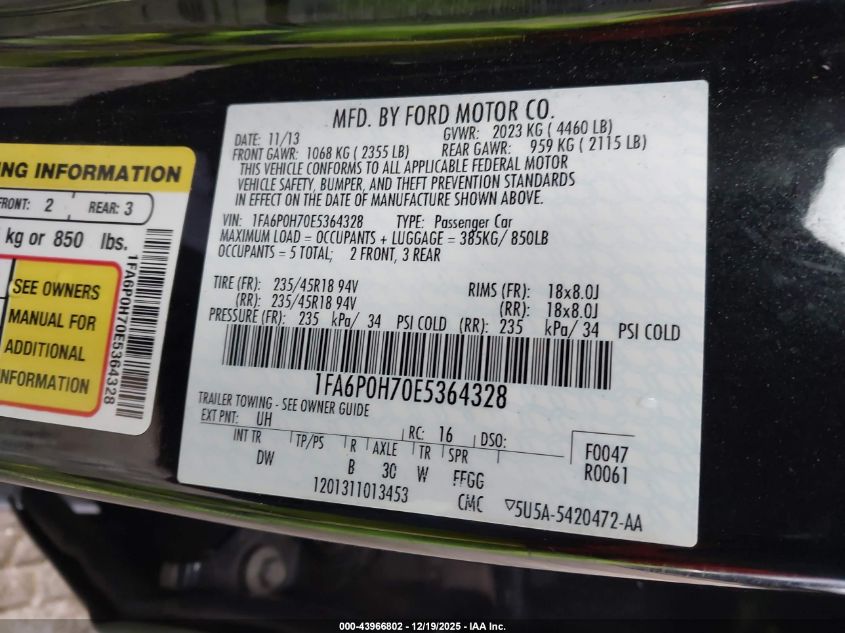 NG INFORMATION
FRONT: 2 REAR: 3
kg or 850 lbs.
SEE OWNERS
MANUAL FOR
ADDITIONAL
INFORMATION
1FA6P0H70E5364328
MFD. BY FORD MOTOR CO.
DATE: 11/13 GVWR: 2023 KG ( 4460 LB)
FRONT GAWR: 1068 KG ( 2355 LB) REAR GAWR: 959 KG ( 2115 LB)
THIS VEHICLE CONFORMS TO ALL APPLICABLE FEDERAL MOTOR
VEHICLE SAFETY, BUMPER, AND THEFT PREVENTION STANDARDS
IN EFFECT ON THE DATE OF MANUFACTURE SHOWN ABOVE.
VIN: 1FA6P0H70E5364328 TYPE: Passenger Car
MAXIMUM LOAD = OCCUPANTS + LUGGAGE = 385KG/ 850LB
OCCUPANTS = 5 TOTAL; 2 FRONT, 3 REAR
TIRE (FR): 235/45R18 94V RIMS (FR): 18x8.0J
(RR): 235/45R18 94V (RR): 18x8.0J
PRESSURE (FR): 235 kPa/ 34 PSI COLD (RR): 235 kPa/ 34 PSI COLD
1FA6P0H70E5364328
TRAILER TOWING - SEE OWNER GUIDE
EXT PNT: UH RC: 16 DSO: F0047
INT TR TP/PS R AXLE TR SPR R0061
DW B 30 W FFGG
1201311013453 CMC ▽5U5A-5420472-AA
000-43966802 - 12/19/2025 - IAA Inc.